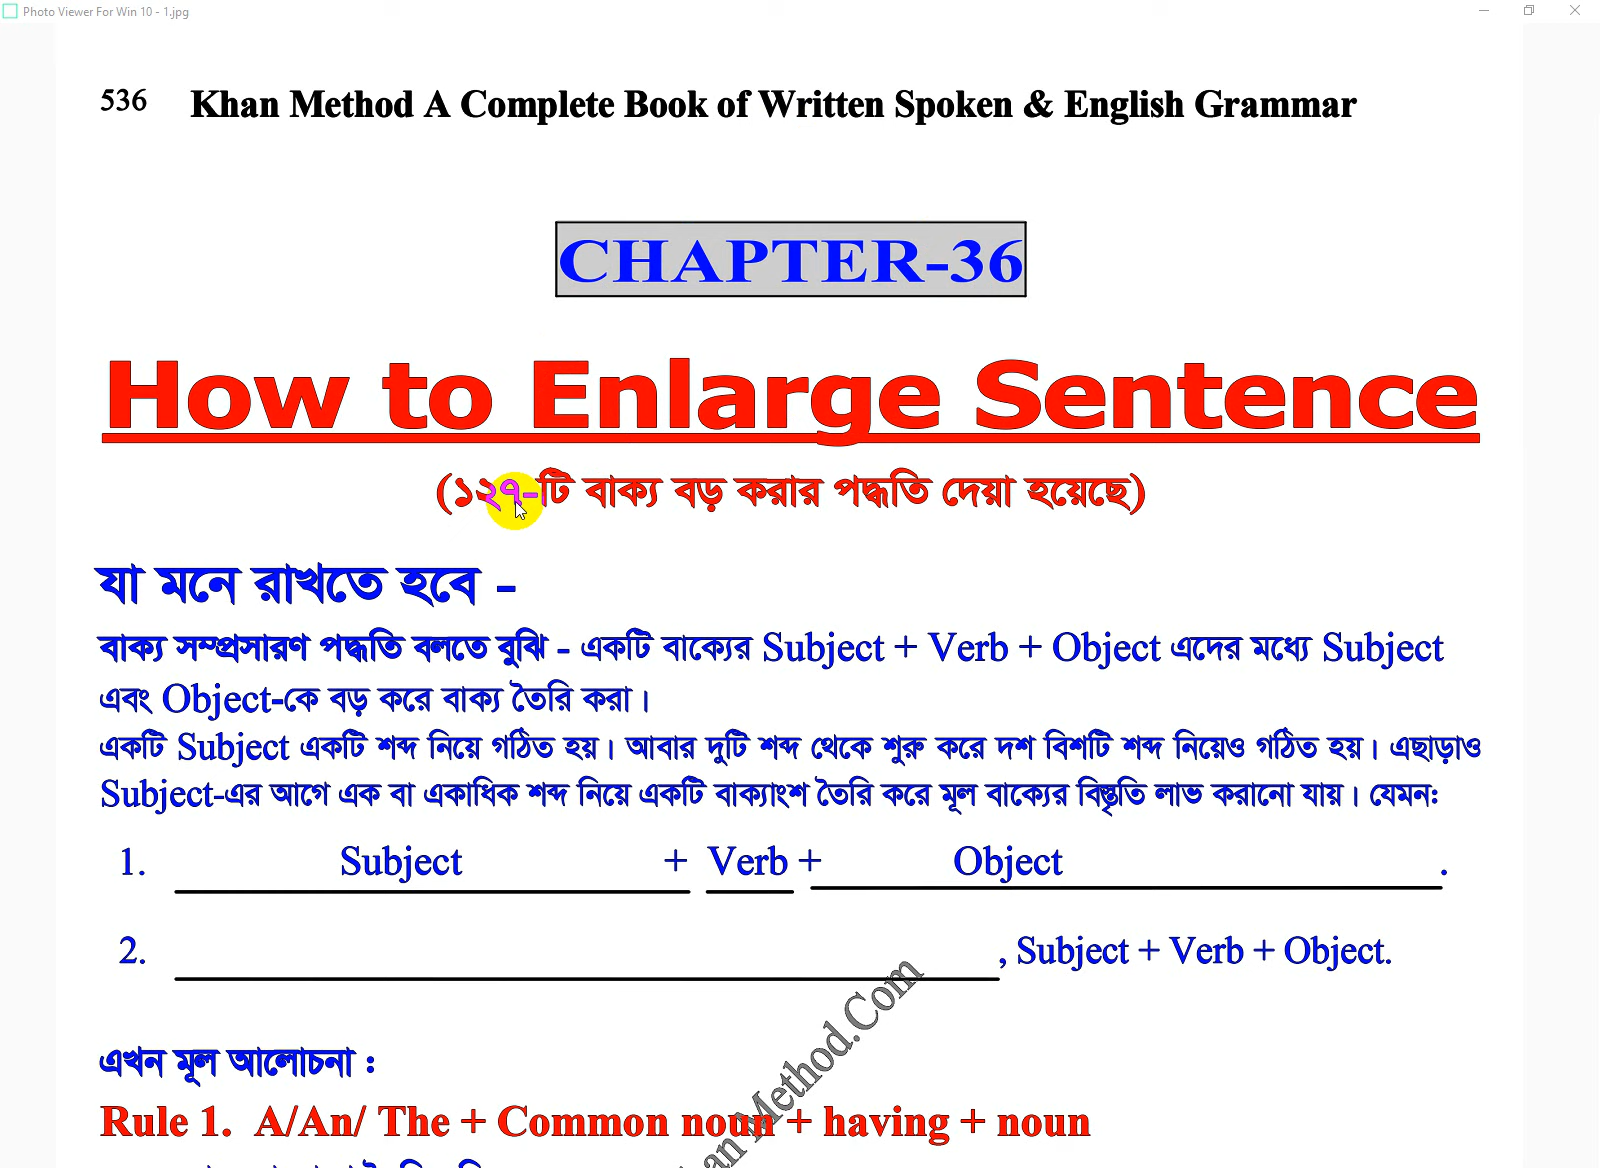 Photo Viewer For Win 10 - 1.jpg
536 Khan Method A Complete Book of Written Spoken & English Grammar
CHAPTER-36
How to Enlarge Sentence
(১২৭-টি বাক্য বড় করার পদ্ধতি দেয়া হয়েছে)
যা মনে রাখতে হবে -
বাক্য সম্প্রসারণ পদ্ধতি বলতে বুঝি - একটি বাক্যের Subject + Verb + Object এদের মধ্যে Subject
এবং Object-কে বড় করে বাক্য তৈরি করা।
একটি Subject একটি শব্দ নিয়ে গঠিত হয়। আবার দুটি শব্দ থেকে শুরু করে দশ বিশটি শব্দ নিয়েও গঠিত হয়। এছাড়াও
Subject-এর আগে এক বা একাধিক শব্দ নিয়ে একটি বাক্যাংশ তৈরি করে মূল বাক্যের বিস্তৃতি লাভ করানো যায়। যেমনঃ
1. Subject + Verb + Object .
2. , Subject + Verb + Object.
এখন মূল আলোচনা :
Rule 1. A/An/ The + Common noun + having + noun
Method.Com